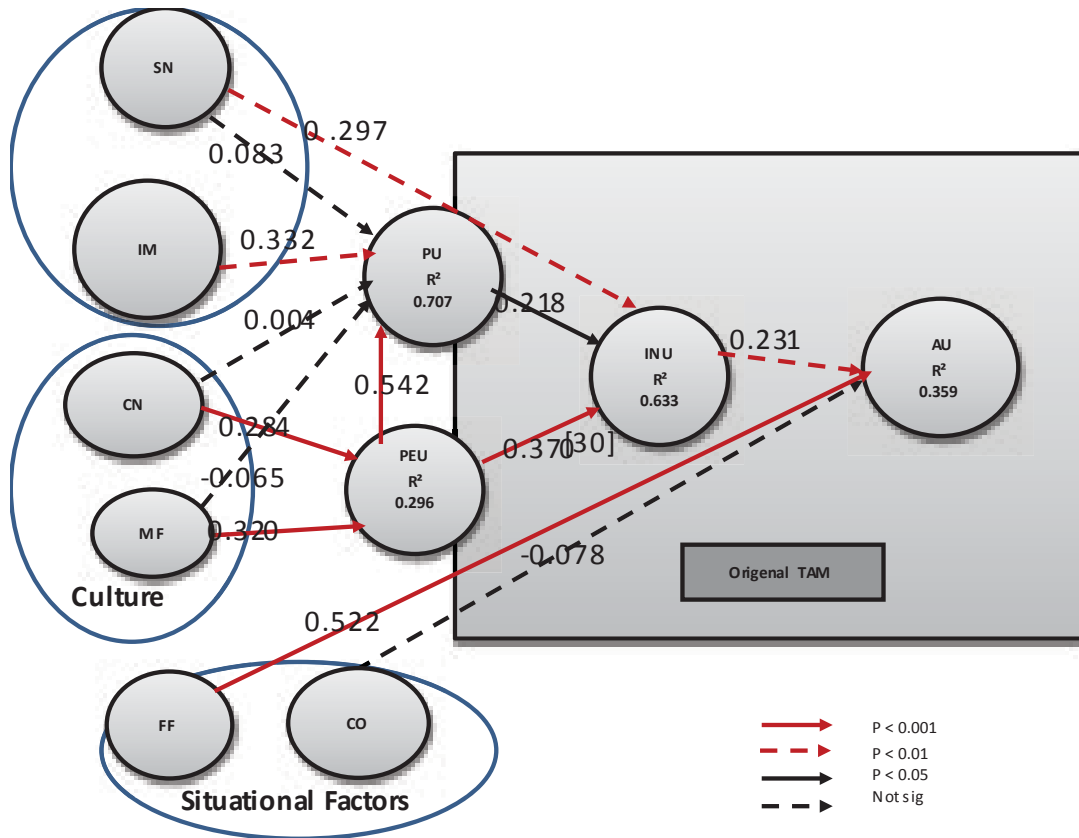 SN
0 .297
0.083
IM
0.332
PU
R²
0.707
0.218
0.004
INU
R²
0.633
0.231
AU
R²
0.359
CN
0.542
0.284
PEU
R²
0.296
0.370
[30]
-0.065
MF
0.320
Culture
-0.078
Origenal TAM
0.522
FF
CO
Situational Factors
P < 0.001
P < 0.01
P < 0.05
Not sig